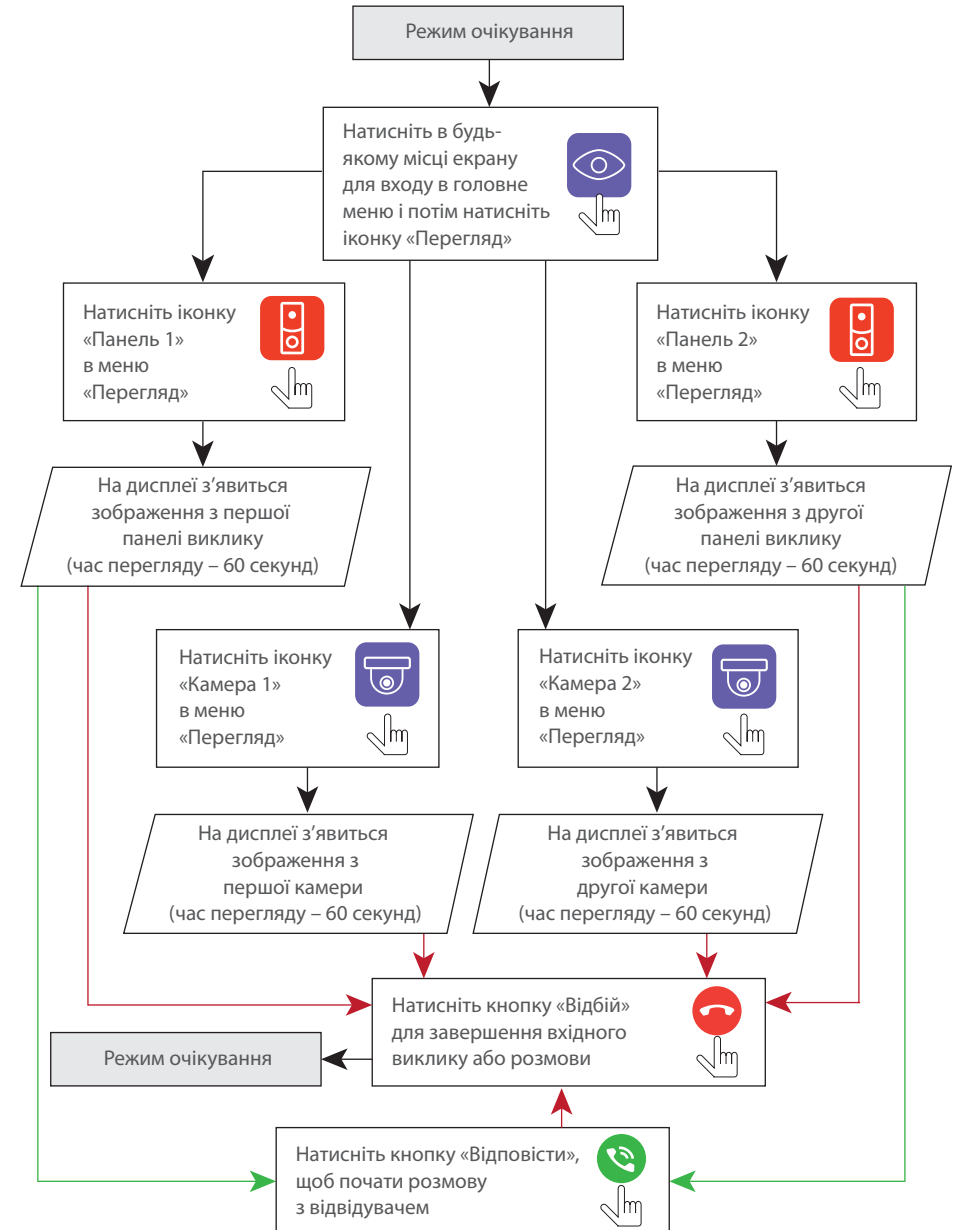 Режим очікування
Натисніть в будь-
якому місці екрану
для входу в головне
меню і потім натисніть
іконку «Перегляд»
Натисніть іконку
«Панель 1»
в меню
«Перегляд»
Натисніть іконку
«Панель 2»
в меню
«Перегляд»
На дисплеї з’явиться
зображення з першої
панелі виклику
(час перегляду – 60 секунд)
На дисплеї з’явиться
зображення з другої
панелі виклику
(час перегляду – 60 секунд)
Натисніть іконку
«Камера 1»
в меню
«Перегляд»
Натисніть іконку
«Камера 2»
в меню
«Перегляд»
На дисплеї з’явиться
зображення з
першої камери
(час перегляду – 60 секунд)
На дисплеї з’явиться
зображення з
другої камери
(час перегляду – 60 секунд)
Натисніть кнопку «Відбій»
для завершення вхідного
виклику або розмови
Режим очікування
Натисніть кнопку «Відповісти»,
щоб почати розмову
з відвідувачем